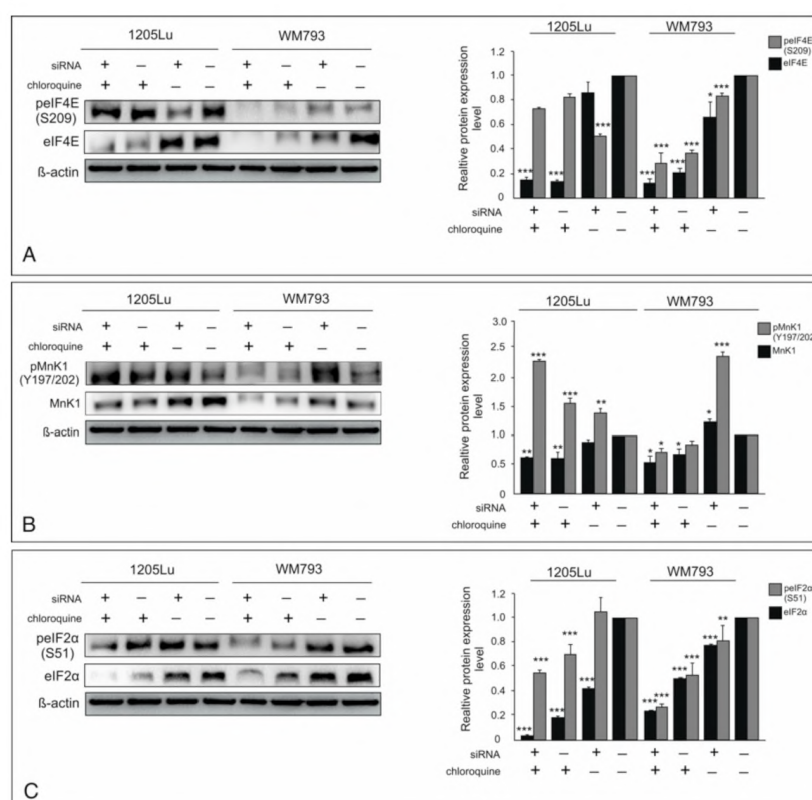 1205Lu WM793
siRNA + – + – + – + –
chloroquine + + – – + + – –
peIF4E
(S209)
eIF4E
ß-actin
A
1205Lu WM793
peIF4E
(S209)
eIF4E
Realtive protein expression
level
1.2
1.0
0.8
0.6
0.4
0.2
0
*** *** *** *** *** *** *** * ***
siRNA + – + – + – + –
chloroquine + + – – + + – –
1205Lu WM793
siRNA + – + – + – + –
chloroquine + + – – + + – –
pMnK1
(Y197/202)
MnK1
ß-actin
B
1205Lu WM793
pMnK1
(Y197/202
MnK1
Realtive protein expression
level
3.0
2.5
2.0
1.5
1.0
0.5
** *** ** *** ** * * * * ***
siRNA + – + – + – + –
chloroquine + + – – + + – –
1205Lu WM793
siRNA + – + – + – + –
chloroquine + + – – + + – –
peIF2α
(S51)
eIF2α
ß-actin
C
1205Lu WM793
peIF2α
(S51)
eIF2α
Realtive protein expression
level
1.2
1.0
0.8
0.6
0.4
0.2
0
*** *** *** *** *** *** *** *** *** *** **
siRNA + – + – + – + –
chloroquine + + – – + + – –